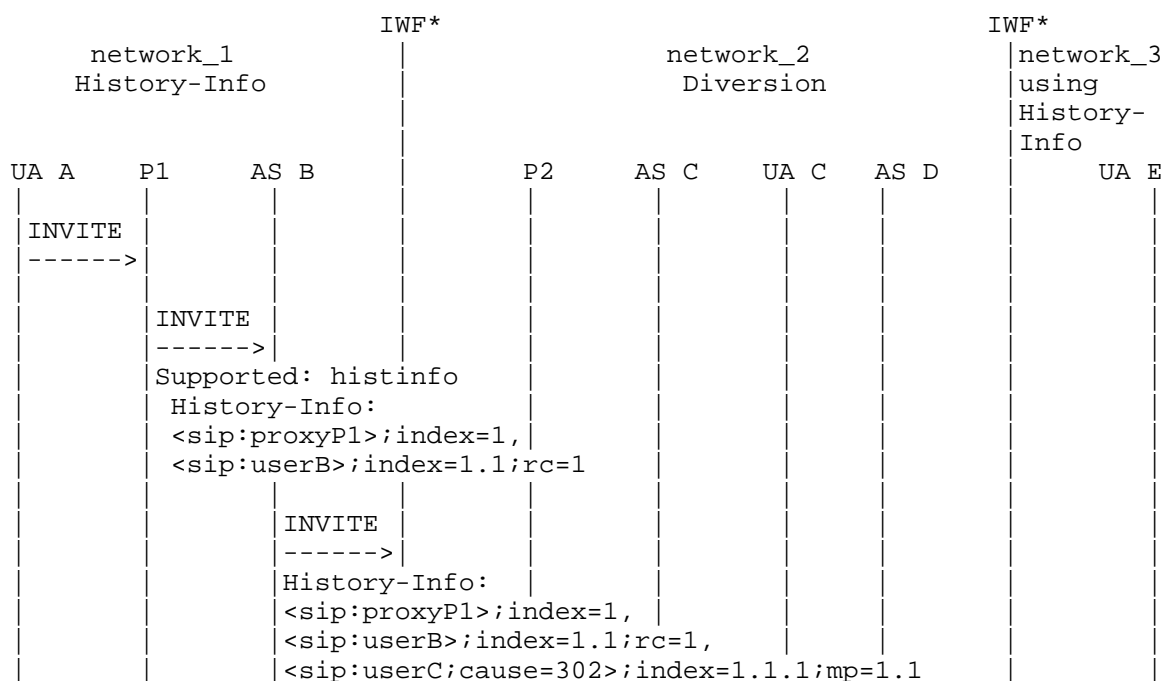 IWF* IWF*
network_1 | network_2 |network_3
History-Info | Diversion |using
| |History-
| |Info
UA A P1 AS B | P2 AS C UA C AS D | UA E
| | | | | | | | | |
|INVITE | | | | | | | | |
|------>| | | | | | | | |
| | | | | | | | | |
| |INVITE | | | | | | | |
| |------>| | | | | | | |
| |Supported: histinfo | | | | | |
| | History-Info: | | | | | |
| | <sip:proxyP1>;index=1,| | | | | |
| | <sip:userB>;index=1.1;rc=1 | | | | |
| | | | | | | | | |
| | |INVITE | | | | | | |
| | |------>| | | | | | |
| | |History-Info: | | | | | |
| | |<sip:proxyP1>;index=1, | | | | |
| | |<sip:userB>;index=1.1;rc=1, | | | |
| | |<sip:userC;cause=302>;index=1.1.1;mp=1.1 | |